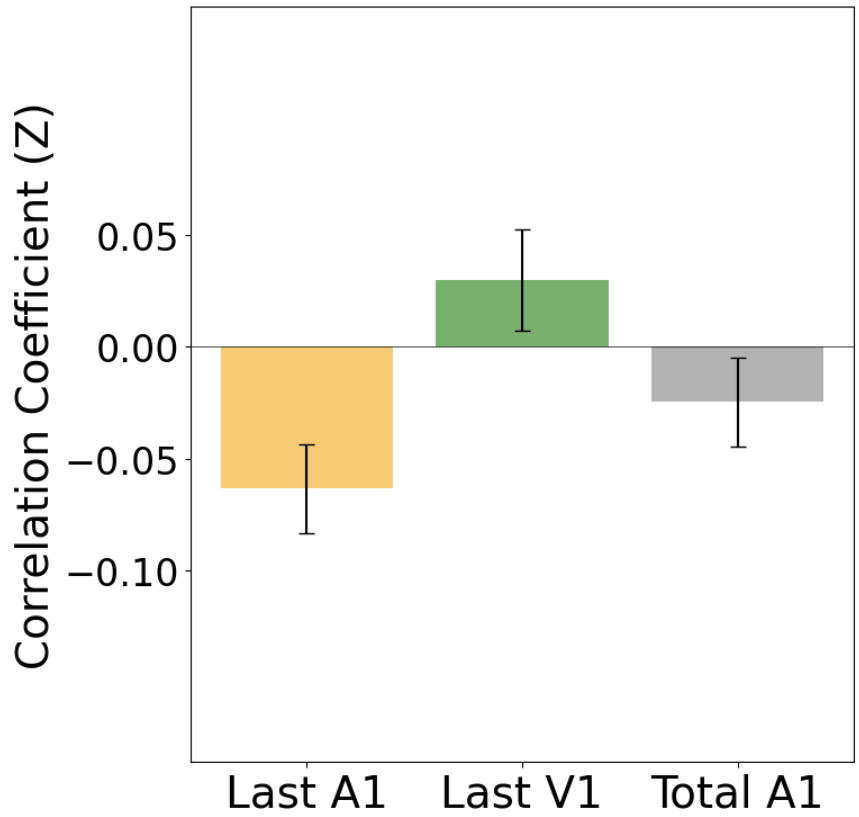 Correlation Coefficient (Z)
0.05
0.00
−0.05
−0.10
Last A1 Last V1 Total A1